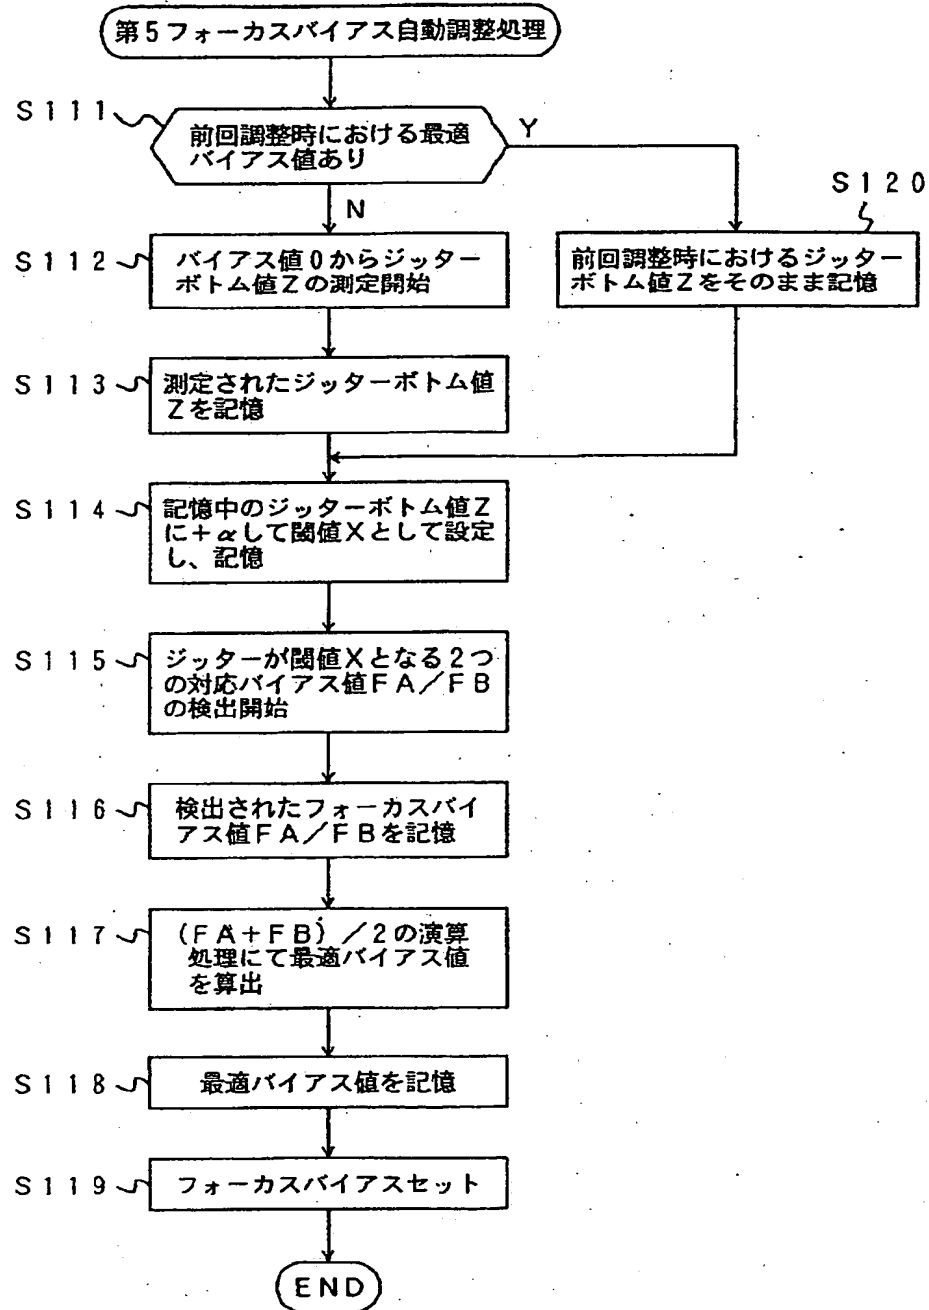 第5フォーカスバイアス自動調整処理
S111
前回調整時における最適
バイアス値あり
Y
N
S120
前回調整時におけるジッター
ボトム値Zをそのまま記憶
S112
バイアス値0からジッター
ボトム値Zの測定開始
S113
測定されたジッターボトム値
Zを記憶
S114
記憶中のジッターボトム値Z
に+αして閾値Xとして設定
し、記憶
S115
ジッターが閾値Xとなる2つ
の対応バイアス値FA/FB
の検出開始
S116
検出されたフォーカスバイ
アス値FA/FBを記憶
S117
(FA+FB)/2の演算
処理にて最適バイアス値
を算出
S118
最適バイアス値を記憶
S119
フォーカスバイアスセット
END